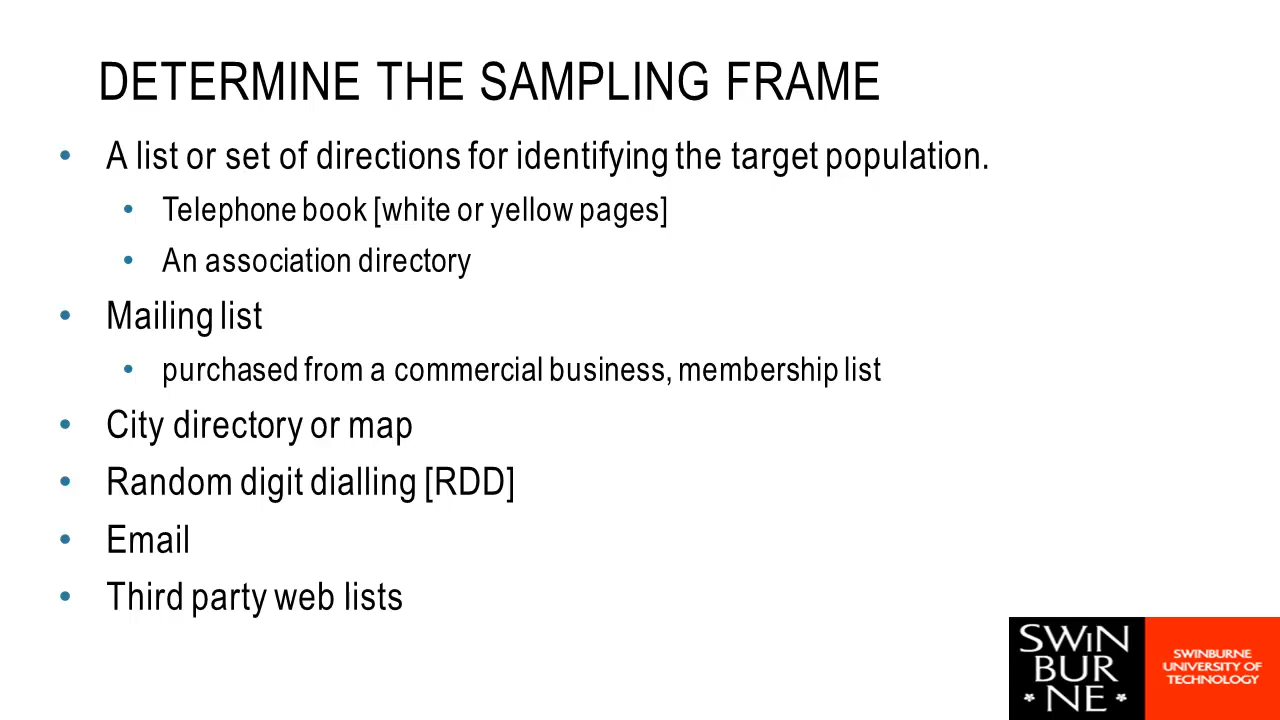 DETERMINE THE SAMPLING FRAME
• A list or set of directions for identifying the target population.
• Telephone book [white or yellow pages]
• An association directory
• Mailing list
• purchased from a commercial business, membership list
• City directory or map
• Random digit dialling [RDD]
• Email
• Third party web lists
SWIN
BUR
* NE *
SWINBURNE
UNIVERSITY OF
TECHNOLOGY